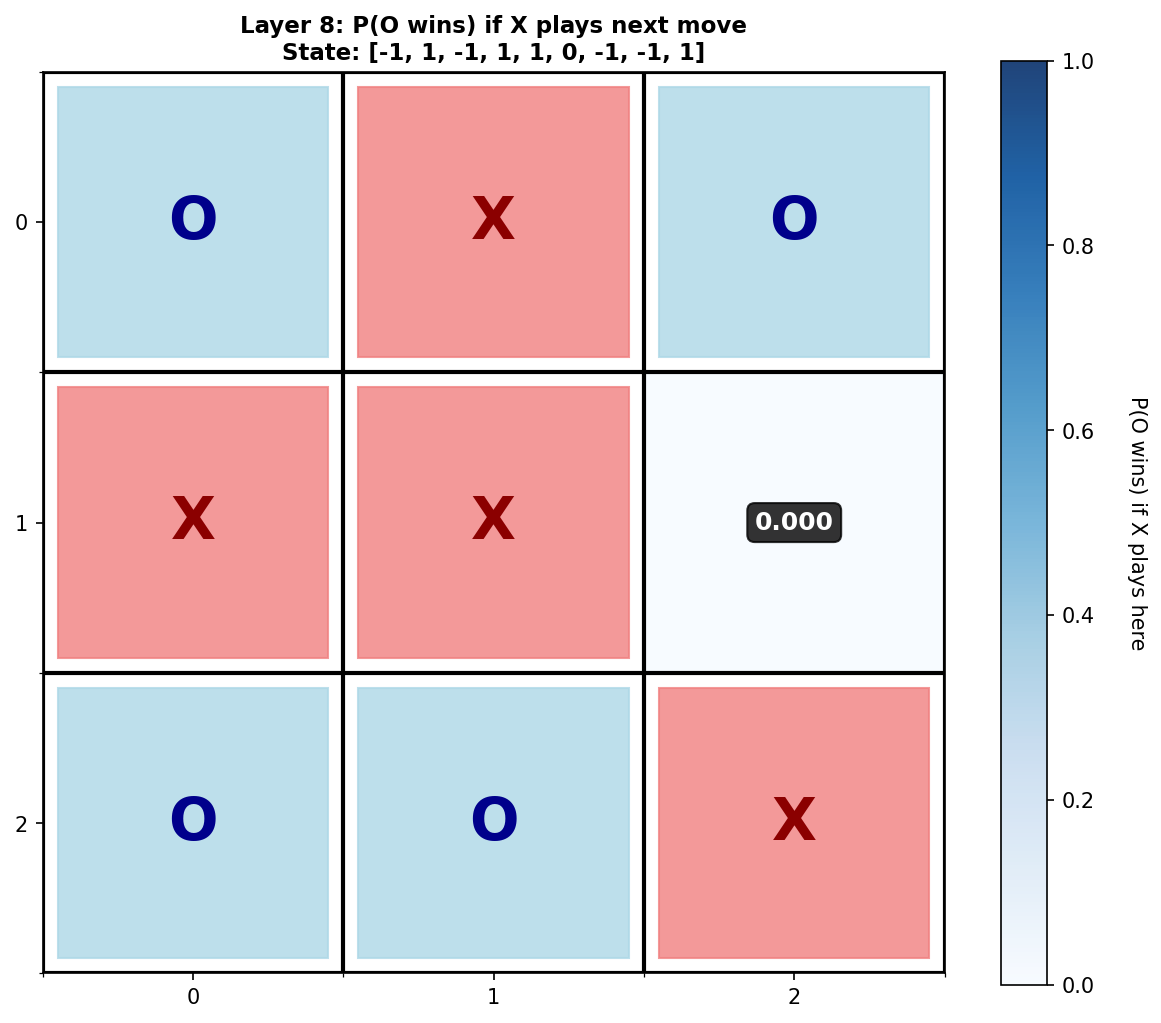 Layer 8: P(O wins) if X plays next move
State: [-1, 1, -1, 1, 1, 0, -1, -1, 1]
0
O
X
O
1
X
X
0.000
2
O
O
X
0
1
2
1.0
0.8
0.6
0.4
0.2
0.0
P(O wins) if X plays here